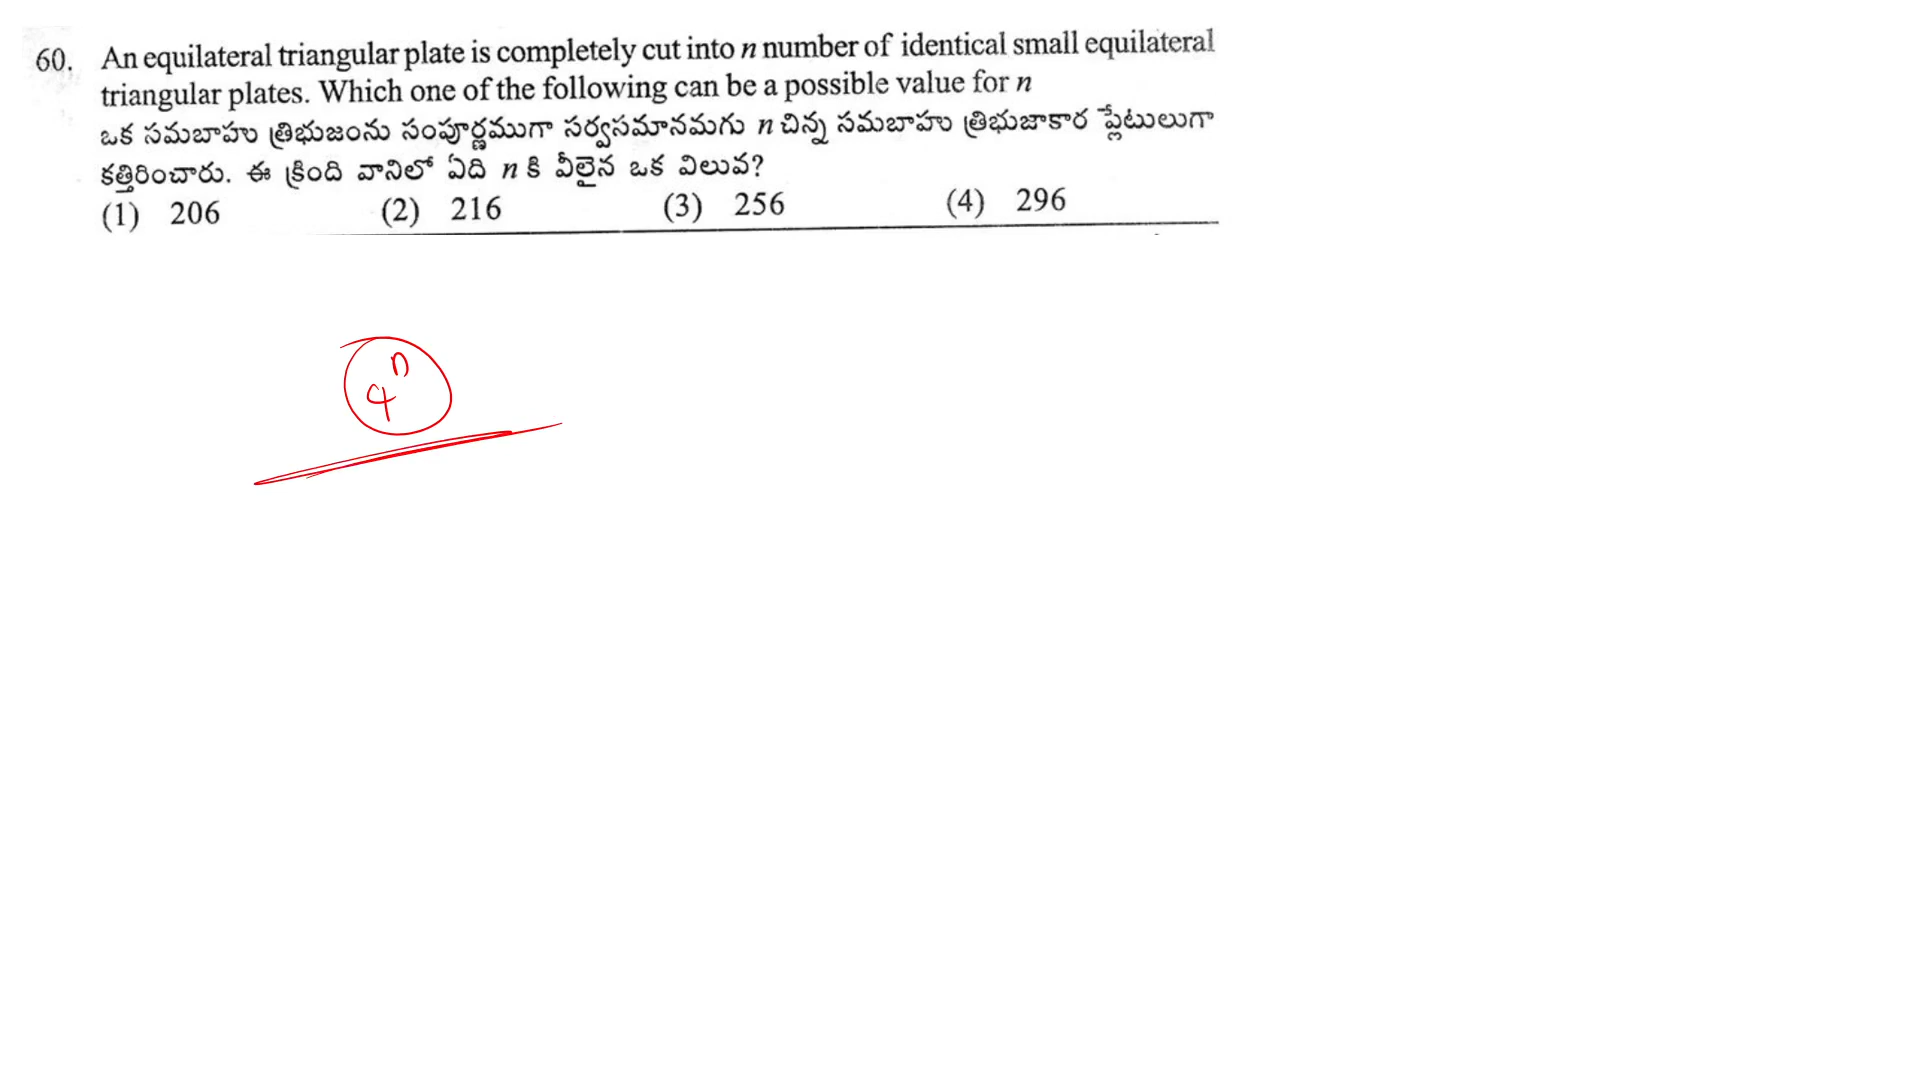 60. An equilateral triangular plate is completely cut into n number of identical small equilateral
triangular plates. Which one of the following can be a possible value for n
ఒక సమబాహు త్రిభుజంను సంపూర్ణముగా సర్వసమానమగు n చిన్న సమబాహు త్రిభుజాకార ప్లేటులుగా
కత్తిరించారు. ఈ క్రింది వానిలో ఏది n కి వీలైన ఒక విలువ?
(1) 206 (2) 216 (3) 256 (4) 296
4ⁿ